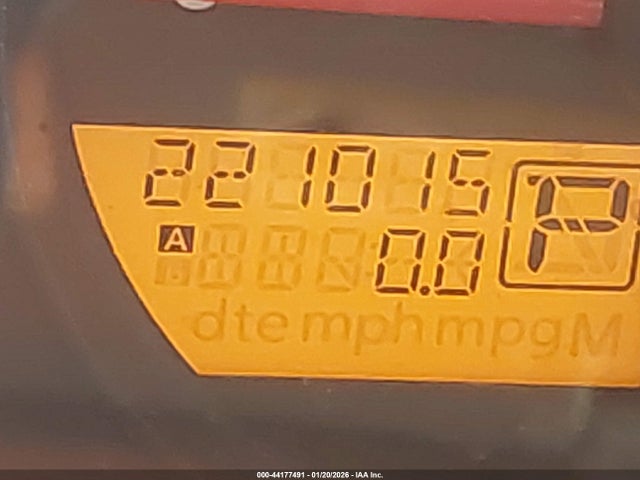 221015
A 0.0 P
dte mph mpg M
000-44177491 - 01/20/2026 - IAA Inc.